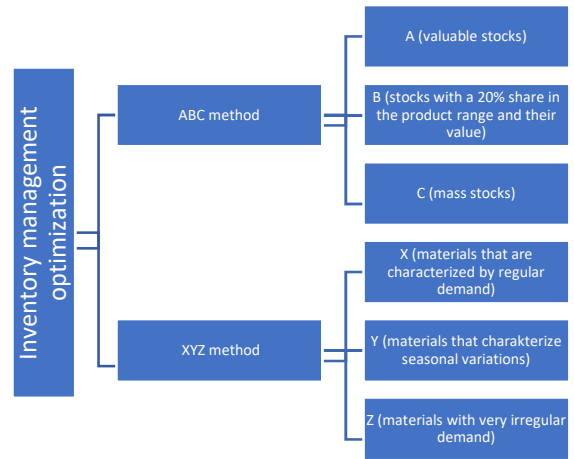 Inventory management
optimization
ABC method
A (valuable stocks)
B (stocks with a 20% share in
the product range and their
value)
C (mass stocks)
XYZ method
X (materials that are
characterized by regular
demand)
Y (materials that charakterize
seasonal variations)
Z (materials with very irregular
demand)